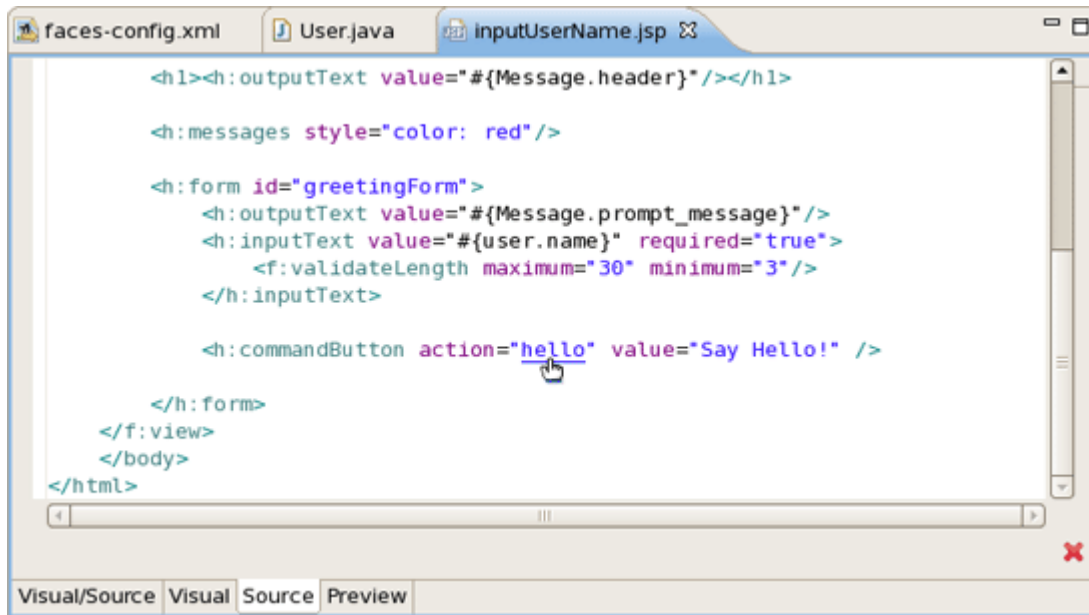 faces-config.xml User.java inputUserName.jsp
<h1><h:outputText value="#{Message.header}"/></h1>
<h:messages style="color: red"/>
<h:form id="greetingForm">
<h:outputText value="#{Message.prompt_message}"/>
<h:inputText value="#{user.name}" required="true">
<f:validateLength maximum="30" minimum="3"/>
</h:inputText>
<h:commandButton action="hello" value="Say Hello!" />
</h:form>
</f:view>
</body>
</html>
Visual/Source Visual Source Preview